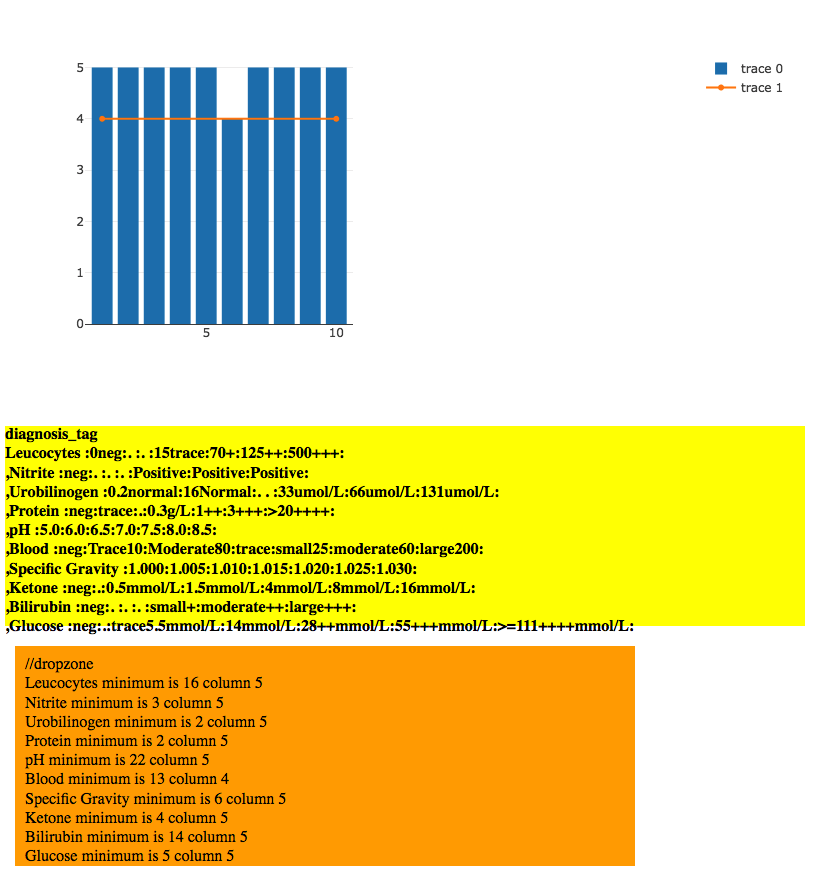 5
4
3
2
1
0
5
10
trace 0
trace 1
diagnosis_tag
Leucocytes :0neg:. :. :15trace:70+:125++:500+++:
,Nitrite :neg:. :. :. :Positive:Positive:Positive:
,Urobilinogen :0.2normal:16Normal:. . :33umol/L:66umol/L:131umol/L:
,Protein :neg:trace:.:0.3g/L:1++:3+++:>20++++:
,pH :5.0:6.0:6.5:7.0:7.5:8.0:8.5:
,Blood :neg:Trace10:Moderate80:trace:small25:moderate60:large200:
,Specific Gravity :1.000:1.005:1.010:1.015:1.020:1.025:1.030:
,Ketone :neg:.:0.5mmol/L:1.5mmol/L:4mmol/L:8mmol/L:16mmol/L:
,Bilirubin :neg:. :. :. :small+:moderate++:large+++:
,Glucose :neg:.:trace5.5mmol/L:14mmol/L:28++mmol/L:55+++mmol/L:>=111++++mmol/L:
//dropzone
Leucocytes minimum is 16 column 5
Nitrite minimum is 3 column 5
Urobilinogen minimum is 2 column 5
Protein minimum is 2 column 5
pH minimum is 22 column 5
Blood minimum is 13 column 4
Specific Gravity minimum is 6 column 5
Ketone minimum is 4 column 5
Bilirubin minimum is 14 column 5
Glucose minimum is 5 column 5